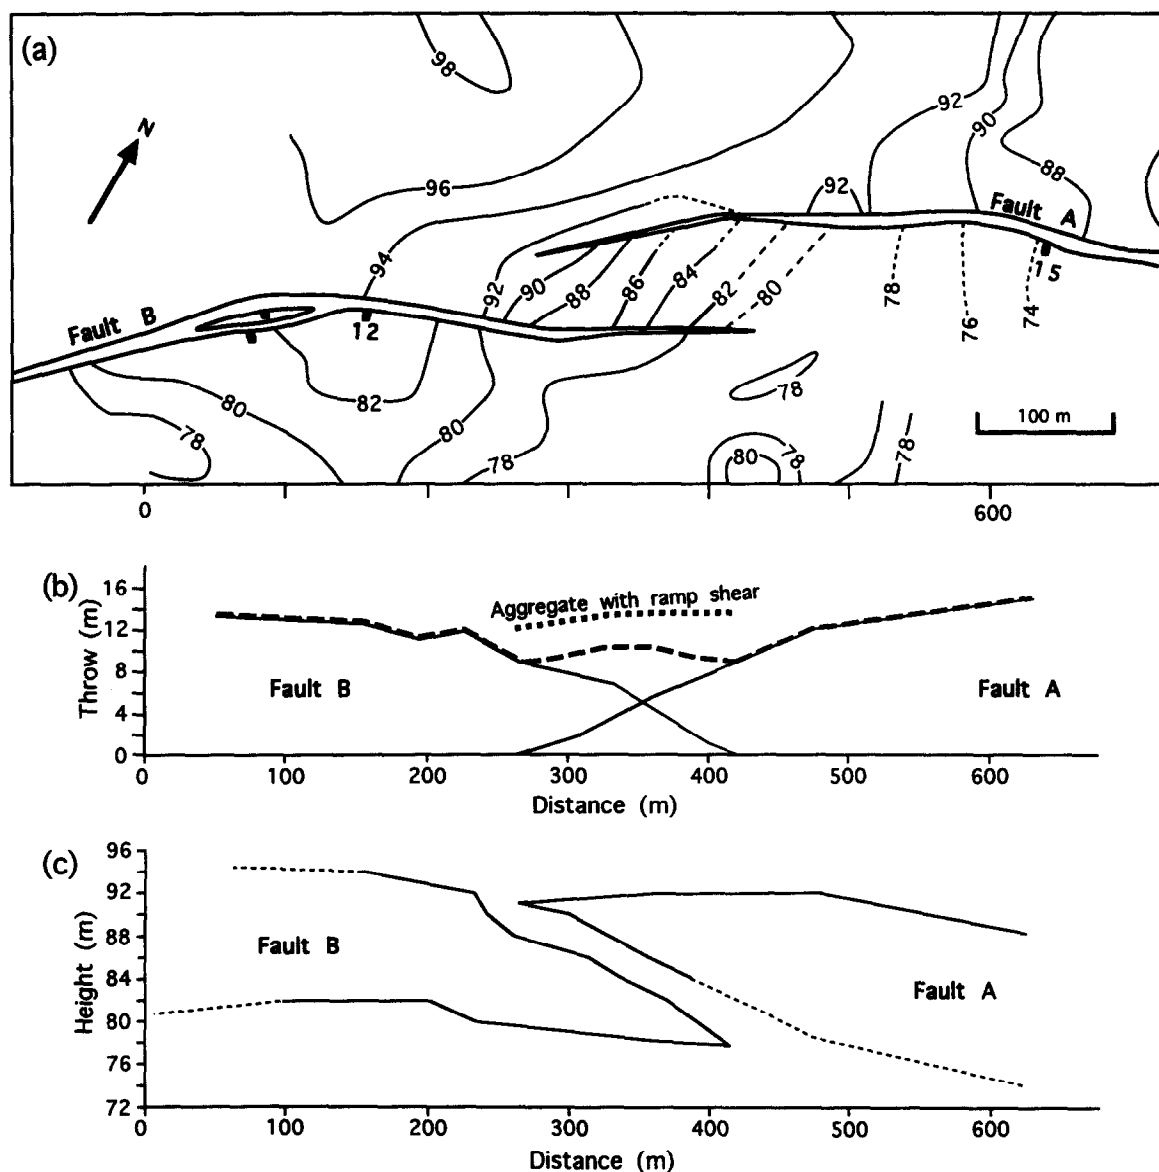 (a)
N
98
96
94
92
92
92
90
88
Fault A
15
90
88
86
84
82
80
78
76
74
Fault B
12
82
80
78
80
78
78
80
78
78
100 m
0
600
(b)
Throw (m)
16
12
8
4
0
Aggregate with ramp shear
Fault B
Fault A
0 100 200 300 400 500 600
Distance (m)
(c)
Height (m)
96
92
88
84
80
76
72
Fault B
Fault A
0 100 200 300 400 500 600
Distance (m)